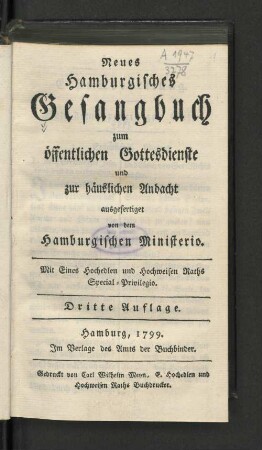 A 1947
3778
Neues
Hamburgisches
Gesangbuch
zum
öffentlichen Gottesdienste
und
zur häuslichen Andacht
ausgefertiget
von dem
Hamburgischen Ministerio.
Mit Eines Hochedlen und Hochweisen Raths
Special-Privilegio.
Dritte Auflage.
Hamburg, 1799.
Im Verlage des Amts der Buchbinder.
Gedruckt von Carl Wilhelm Meyn, E. Hochedlen und
Hochweisen Raths Buchdrucker.